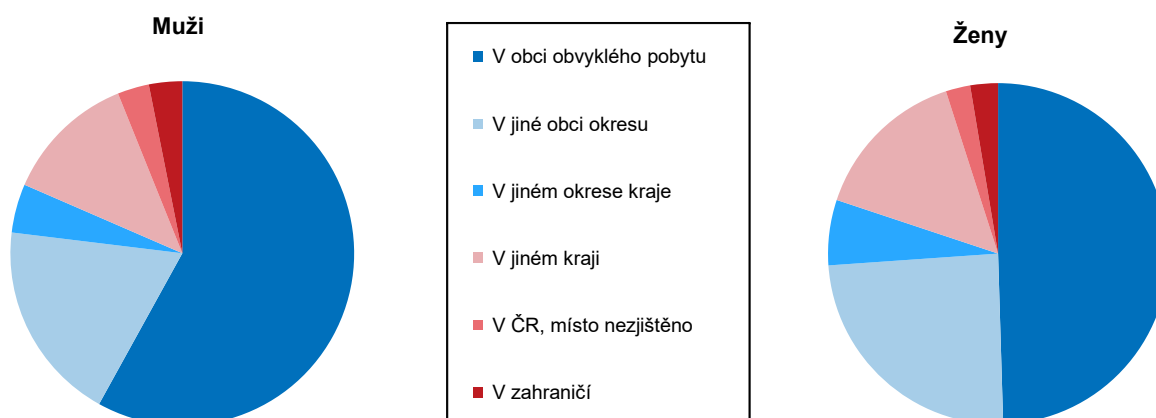 Muži
V obci obvyklého pobytu
V jiné obci okresu
V jiném okrese kraje
V jiném kraji
V ČR, místo nezjištěno
V zahraničí
Ženy